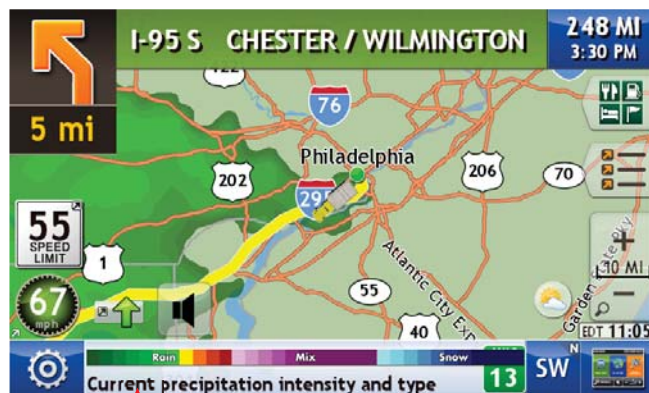 I-95 S CHESTER / WILMINGTON
248 MI
3:30 PM
5 mi
76
Philadelphia
202
295
206
70
55
SPEED
LIMIT
1
10 MI
67
mph
55
Atlantic City Exp
Garden State Pky
40
EDT 11:05
Rain
Mix
Snow
Current precipitation intensity and type
13
SW
N